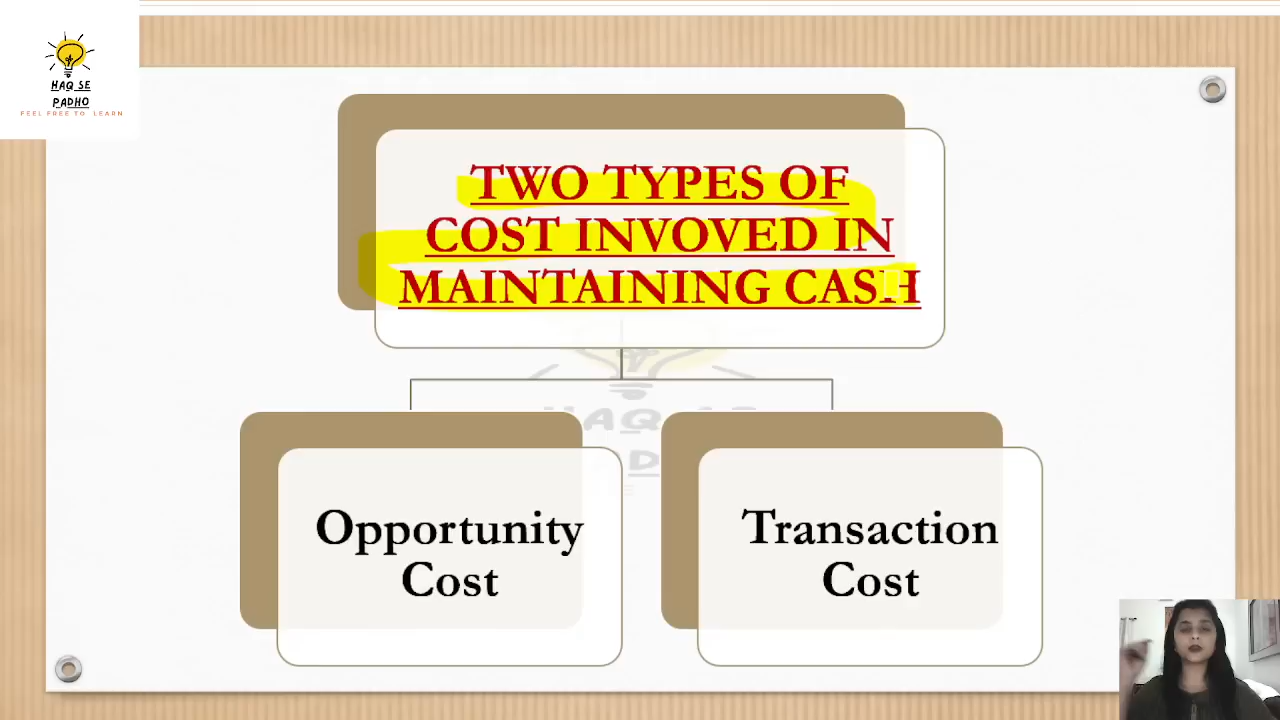 HAQ SE
PADHO
FEEL FREE TO LEARN
TWO TYPES OF
COST INVOVED IN
MAINTAINING CASH
Opportunity
Cost
Transaction
Cost